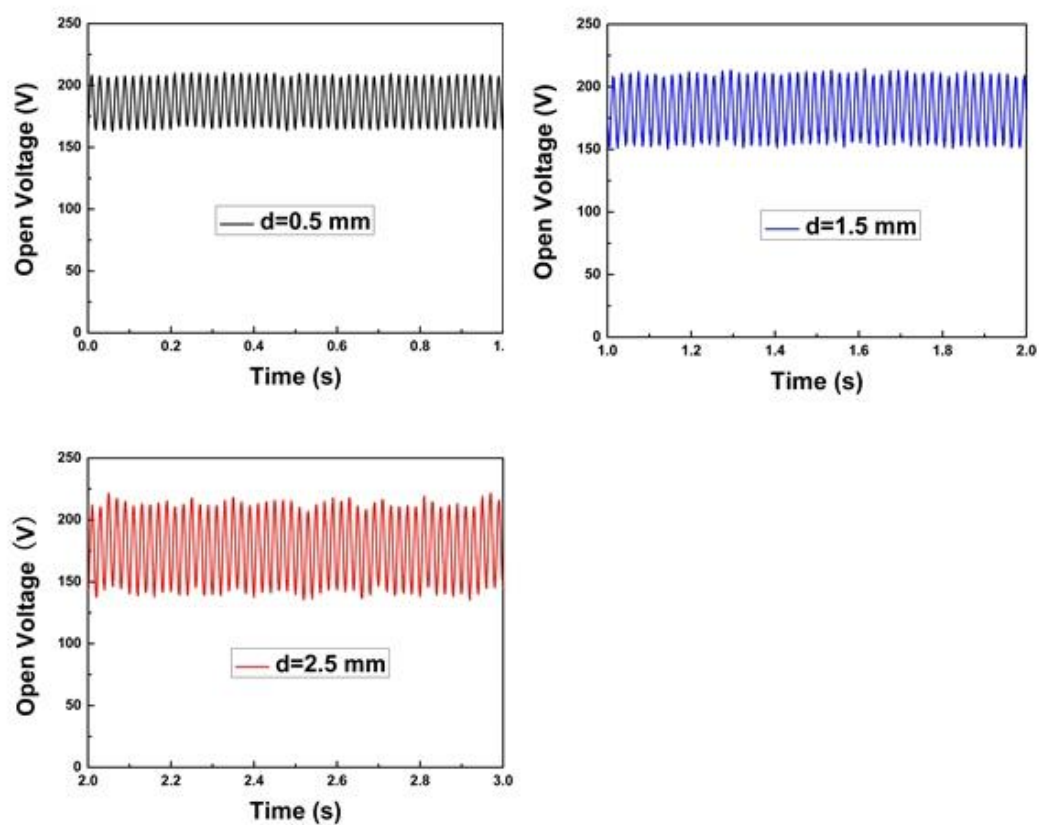 250
200
150
100
50
0
Open Voltage (V)
d=0.5 mm
0.0 0.2 0.4 0.6 0.8 1.
Time (s)
250
200
150
100
50
0
Open Voltage (V)
d=1.5 mm
1.0 1.2 1.4 1.6 1.8 2.0
Time (s)
250
200
150
100
50
0
Open Voltage（V）
d=2.5 mm
2.0 2.2 2.4 2.6 2.8 3.0
Time (s)